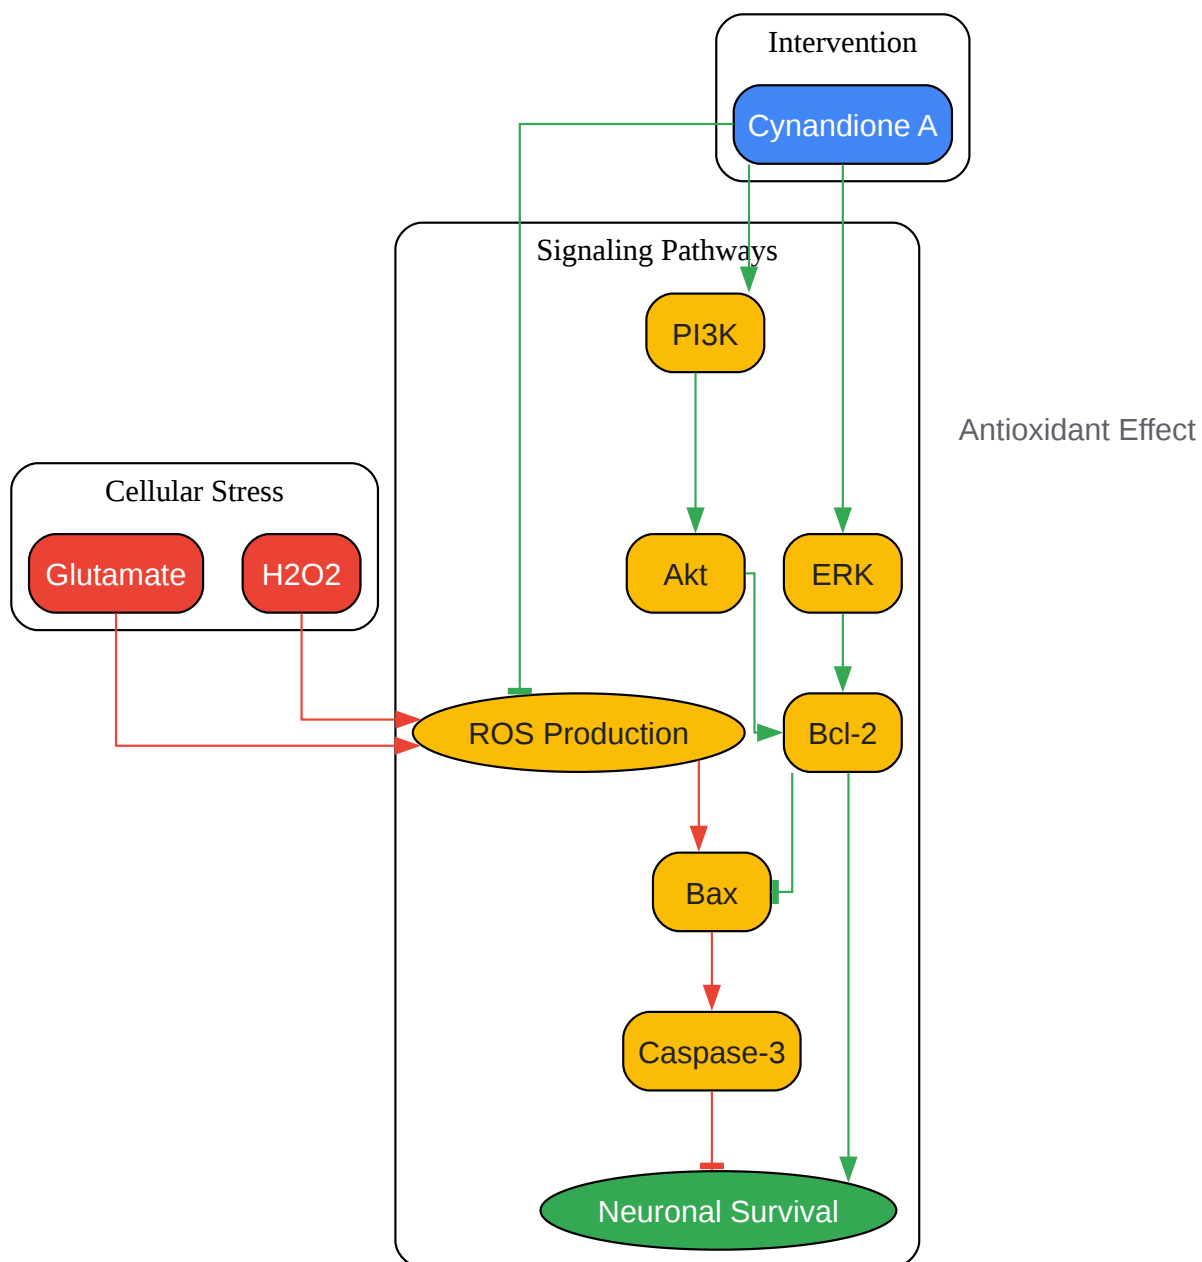 Intervention
Cynandione A
Signaling Pathways
PI3K
Antioxidant Effect
Cellular Stress
Glutamate
H2O2
Akt
ERK
ROS Production
Bcl-2
Bax
Caspase-3
Neuronal Survival